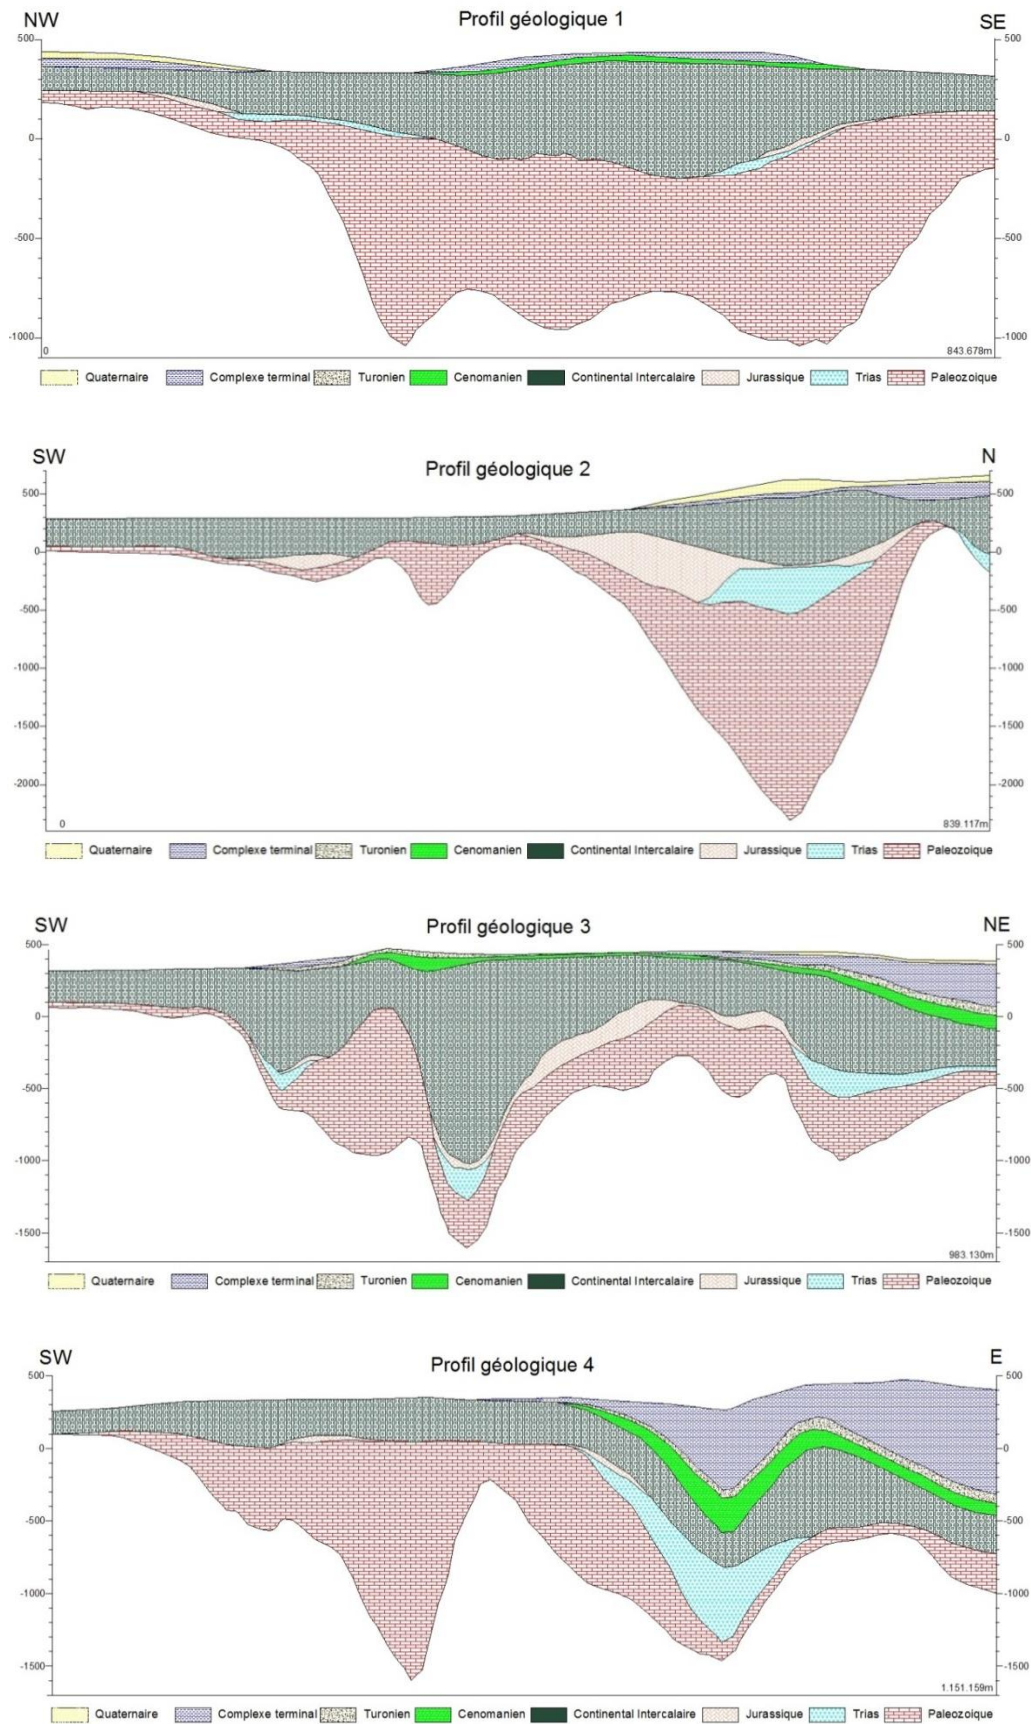 NW Profil géologique 1 SE
500 500
0 0
-500 -500
-1000 -1000
0 843.678m
Quaternaire Complexe terminal Turonien Cenomanien Continental Intercalaire Jurassique Trias Paleozoique
SW Profil géologique 2 N
500 500
0 0
-500 -500
-1000 -1000
-1500 -1500
-2000 -2000
0 839.117m
Quaternaire Complexe terminal Turonien Cenomanien Continental Intercalaire Jurassique Trias Paleozoique
SW Profil géologique 3 NE
500 500
0 0
-500 -500
-1000 -1000
-1500 -1500
983.130m
Quaternaire Complexe terminal Turonien Cenomanien Continental Intercalaire Jurassique Trias Paleozoique
SW Profil géologique 4 E
500 500
0 0
-500 -500
-1000 -1000
-1500 -1500
1.151.159m
Quaternaire Complexe terminal Turonien Cenomanien Continental Intercalaire Jurassique Trias Paleozoique